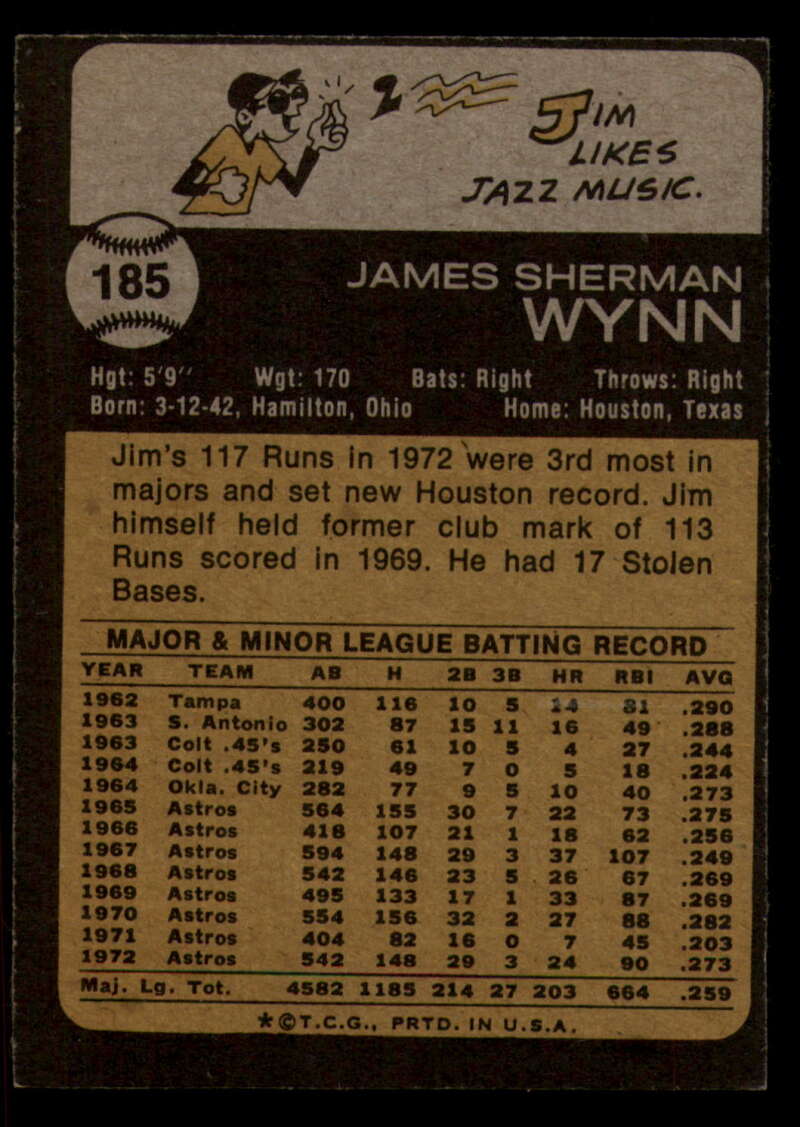 JIM
LIKES
JAZZ MUSIC.
185
JAMES SHERMAN
WYNN
Hgt: 5'9" Wgt: 170 Bats: Right Throws: Right
Born: 3-12-42, Hamilton, Ohio Home: Houston, Texas
Jim's 117 Runs in 1972 were 3rd most in
majors and set new Houston record. Jim
himself held former club mark of 113
Runs scored in 1969. He had 17 Stolen
Bases.
MAJOR & MINOR LEAGUE BATTING RECORD
YEAR TEAM AB H 2B 3B HR RBI AVG
1962 Tampa 400 116 10 5 14 81 .290
1963 S. Antonio 302 87 15 11 16 49 .288
1963 Colt .45's 250 61 10 5 4 27 .244
1964 Colt .45's 219 49 7 0 5 18 .224
1964 Okla. City 282 77 9 5 10 40 .273
1965 Astros 564 155 30 7 22 73 .275
1966 Astros 418 107 21 1 18 62 .256
1967 Astros 594 148 29 3 37 107 .249
1968 Astros 542 146 23 5 26 67 .269
1969 Astros 495 133 17 1 33 87 .269
1970 Astros 554 156 32 2 27 88 .282
1971 Astros 404 82 16 0 7 45 .203
1972 Astros 542 148 29 3 24 90 .273
Maj. Lg. Tot. 4582 1185 214 27 203 664 .259
*©T.C.G., PRTD. IN U.S.A.